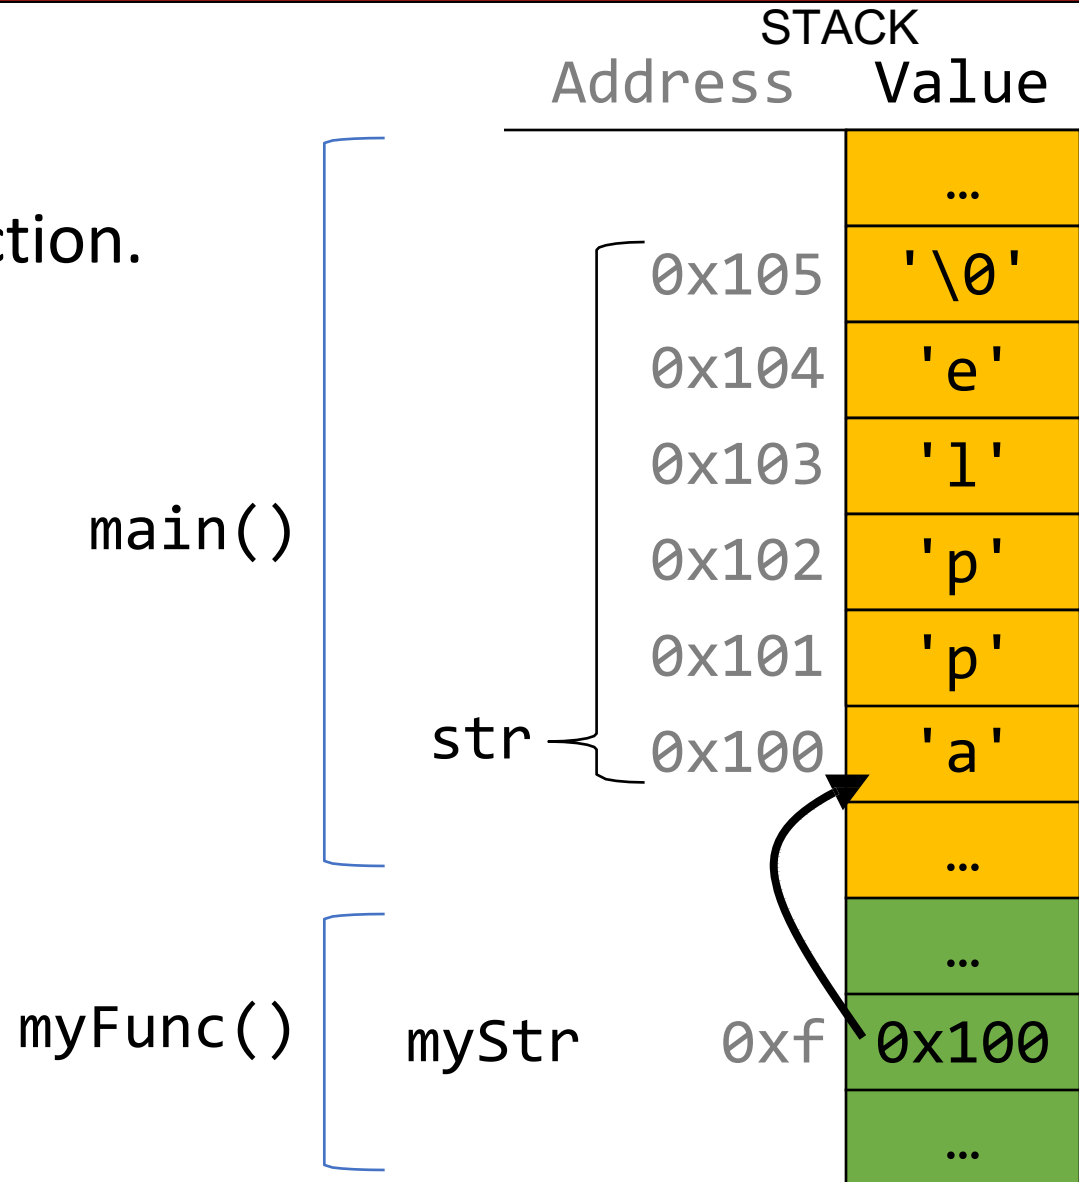 STACK
Address Value
…
ction.
0x105 '\0'
0x104 'e'
0x103 'l'
main()
0x102 'p'
0x101 'p'
str 0x100 'a'
…
…
myFunc() myStr 0xf 0x100
…